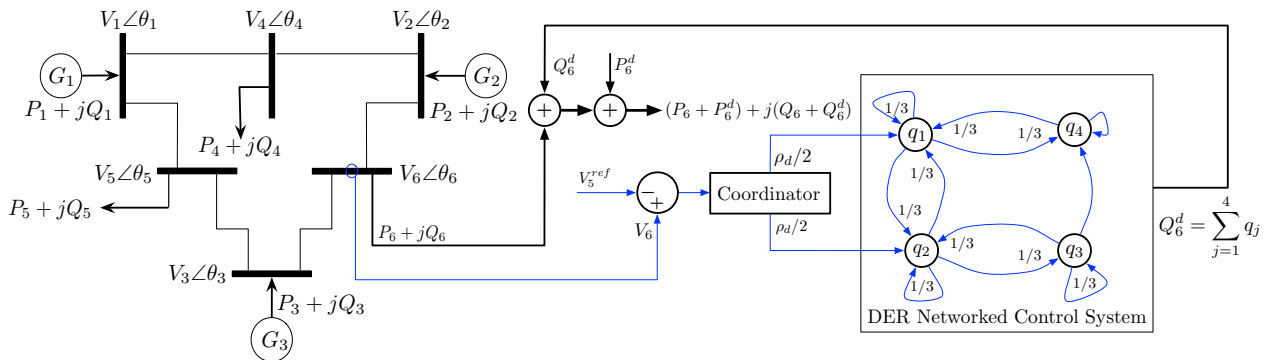 V₁∠θ₁
V₄∠θ₄
V₂∠θ₂
G₁
G₂
P₁ + jQ₁
P₂ + jQ₂
P₄ + jQ₄
V₅∠θ₅
V₆∠θ₆
P₅ + jQ₅
P₆ + jQ₆
V₃∠θ₃
P₃ + jQ₃
G₃
Q₆ᵈ
P₆ᵈ
+
+
(P₆ + P₆ᵈ) + j(Q₆ + Q₆ᵈ)
V₅ʳᵉᶠ
−
+
V₆
ρ_d/2
Coordinator
ρ_d/2
1/3
q₁
1/3
1/3
q₄
1/3
1/3
q₂
1/3
1/3
q₃
1/3
1/3
DER Networked Control System
Q₆ᵈ = ∑_{j=1}^{4} q_j